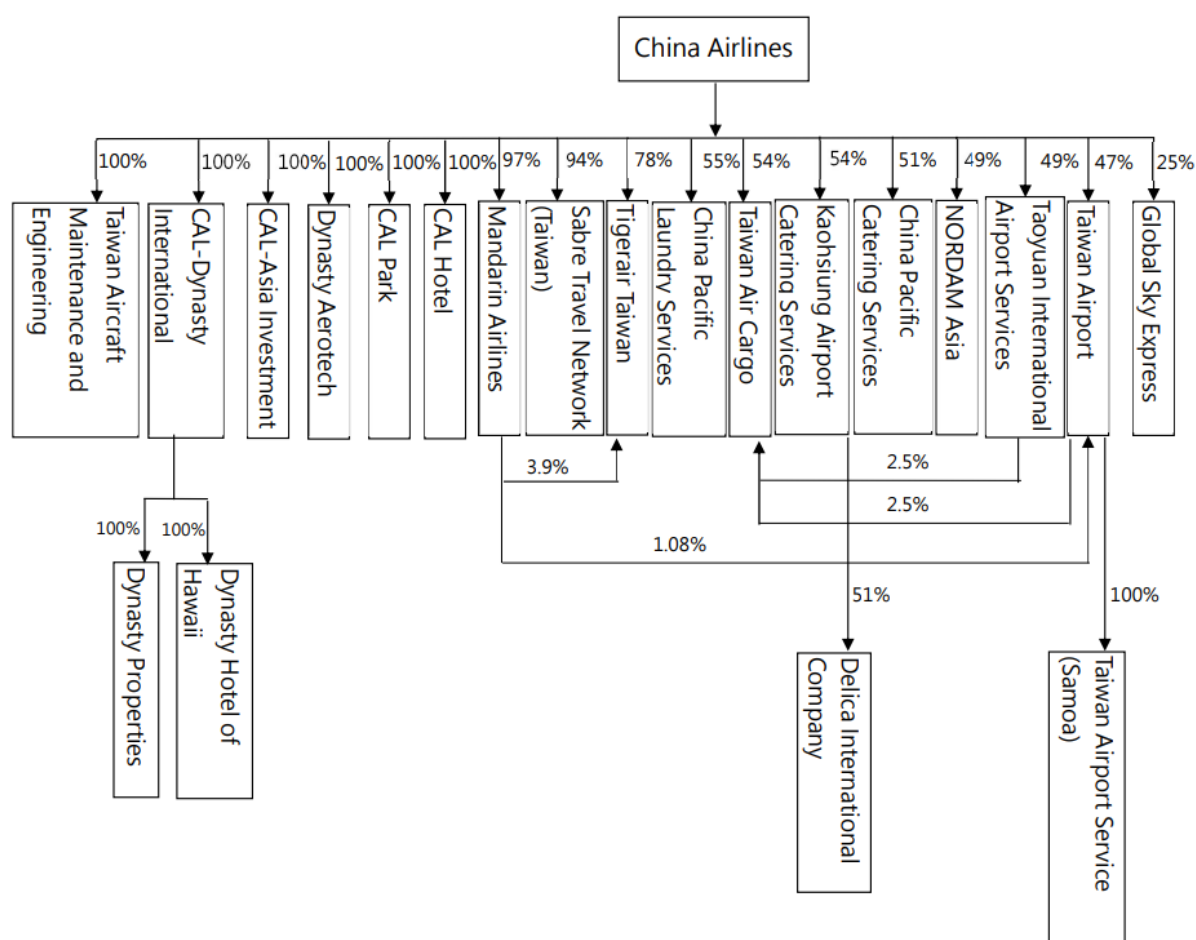 China Airlines
100%
100%
100%
100%
100%
100%
97%
94%
78%
55%
54%
54%
51%
49%
49%
47%
25%
Taiwan Aircraft
Maintenance and
Engineering
CAL-Dynasty
International
CAL-Asia Investment
Dynasty Aerotech
CAL Park
CAL Hotel
Mandarin Airlines
Sabre Travel Network
(Taiwan)
Tigerair Taiwan
China Pacific
Laundry Services
Taiwan Air Cargo
Kaohsiung Airport
Catering Services
China Pacific
Catering Services
NORDAM Asia
Taoyuan International
Airport Services
Taiwan Airport
Global Sky Express
3.9%
2.5%
2.5%
1.08%
100%
100%
51%
100%
Dynasty Properties
Dynasty Hotel of
Hawaii
Delica International
Company
Taiwan Airport Service
(Samoa)